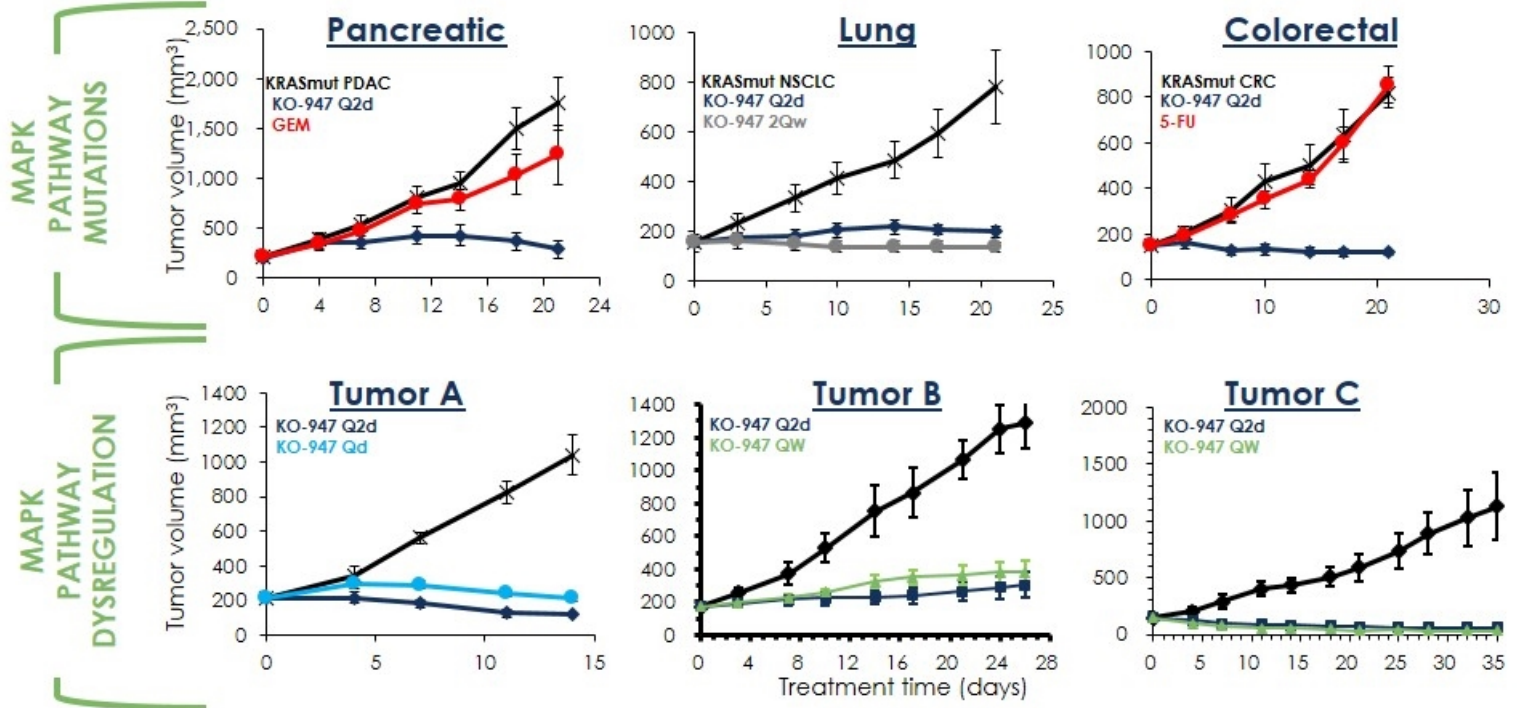 MAPK
PATHWAY
MUTATIONS
Pancreatic
Tumor volume (mm³)
2,500
2,000
1,500
1,000
500
0
KRASmut PDAC
KO-947 Q2d
GEM
0 4 8 12 16 20 24
Lung
1000
800
600
400
200
0
KRASmut NSCLC
KO-947 Q2d
KO-947 2Qw
0 5 10 15 20 25
Colorectal
1000
800
600
400
200
0
KRASmut CRC
KO-947 Q2d
5-FU
0 10 20 30
MAPK
PATHWAY
DYSREGULATION
Tumor A
Tumor volume (mm³)
1400
1200
1000
800
600
400
200
0
KO-947 Q2d
KO-947 Qd
0 5 10 15
Tumor B
1400
1200
1000
800
600
400
200
0
KO-947 Q2d
KO-947 QW
0 4 8 12 16 20 24 28
Treatment time (days)
Tumor C
2000
1500
1000
500
0
KO-947 Q2d
KO-947 QW
0 5 10 15 20 25 30 35